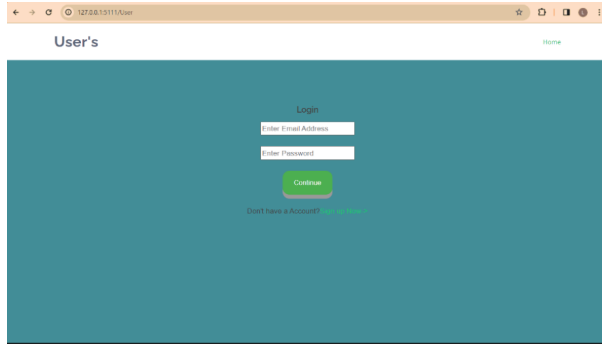 127.0.0.1:5111/User
User's
Home
Login
Enter Email Address
Enter Password
Continue
Don't have a Account? Sign up Now !